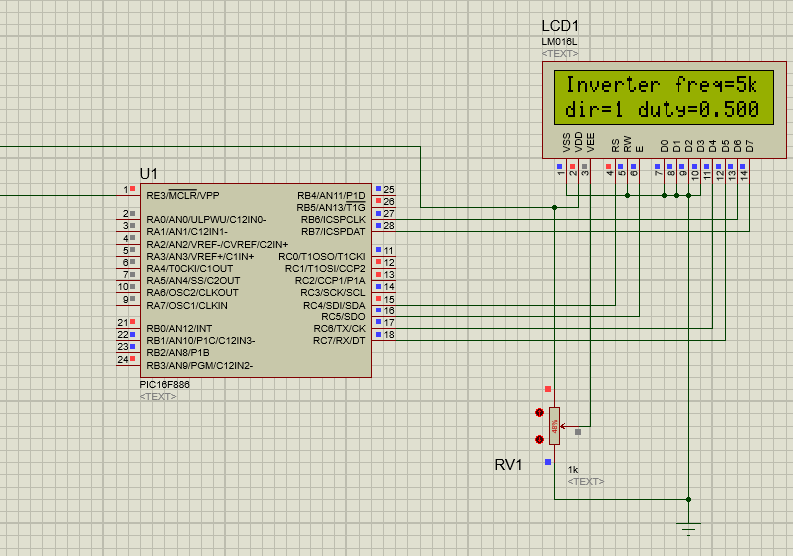 LCD1
LM016L
<TEXT>
Inverter freq=5k
dir=1 duty=0.500
VSS VDD VEE RS RW E D0 D1 D2 D3 D4 D5 D6 D7
1 2 3 4 5 6 7 8 9 10 11 12 13 14
U1
1 RE3/MCLR/VPP RB4/AN11/P1D 25
RB5/AN13/T1G 26
2 RA0/AN0/ULPWU/C12IN0- RB6/ICSPCLK 27
3 RA1/AN1/C12IN1- RB7/ICSPDAT 28
4 RA2/AN2/VREF-/CVREF/C2IN+
5 RA3/AN3/VREF+/C1IN+ RC0/T1OSO/T1CKI 11
6 RA4/T0CKI/C1OUT RC1/T1OSI/CCP2 12
7 RA5/AN4/SS/C2OUT RC2/CCP1/P1A 13
10 RA6/OSC2/CLKOUT RC3/SCK/SCL 14
9 RA7/OSC1/CLKIN RC4/SDI/SDA 15
RC5/SDO 16
21 RB0/AN12/INT RC6/TX/CK 17
22 RB1/AN10/P1C/C12IN3- RC7/RX/DT 18
23 RB2/AN8/P1B
24 RB3/AN9/PGM/C12IN2-
PIC16F886
<TEXT>
48%
RV1
1k
<TEXT>